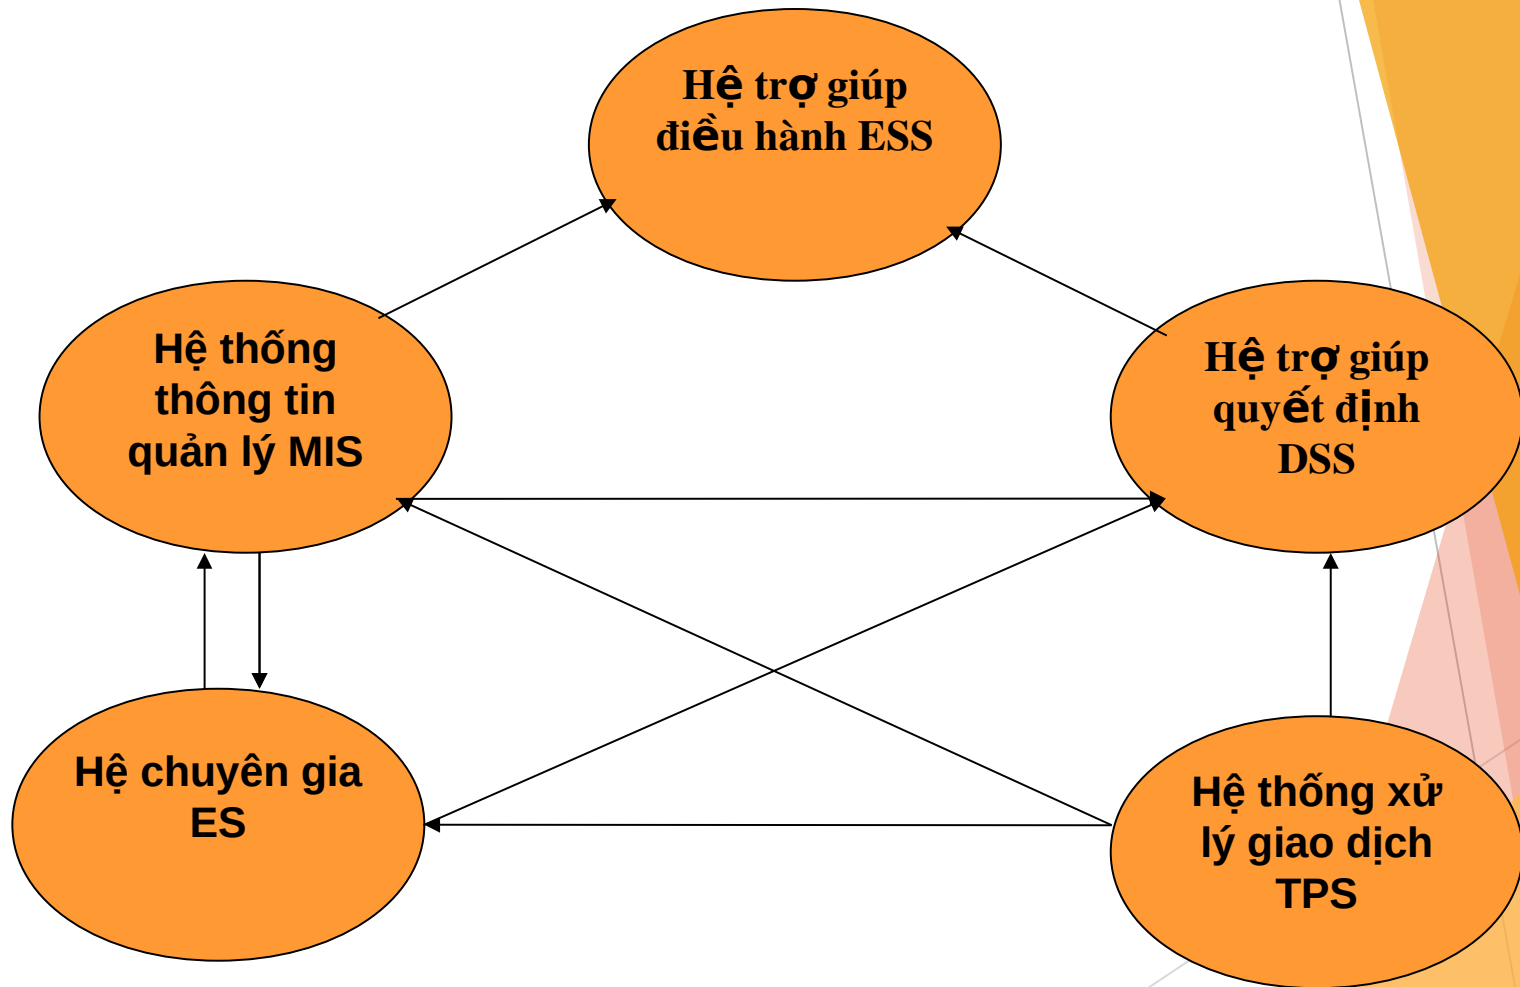 Hệ trợ giúp
điều hành ESS
Hệ thống
thông tin
quản lý MIS
Hệ trợ giúp
quyết định
DSS
Hệ chuyên gia
ES
Hệ thống xử
lý giao dịch
TPS